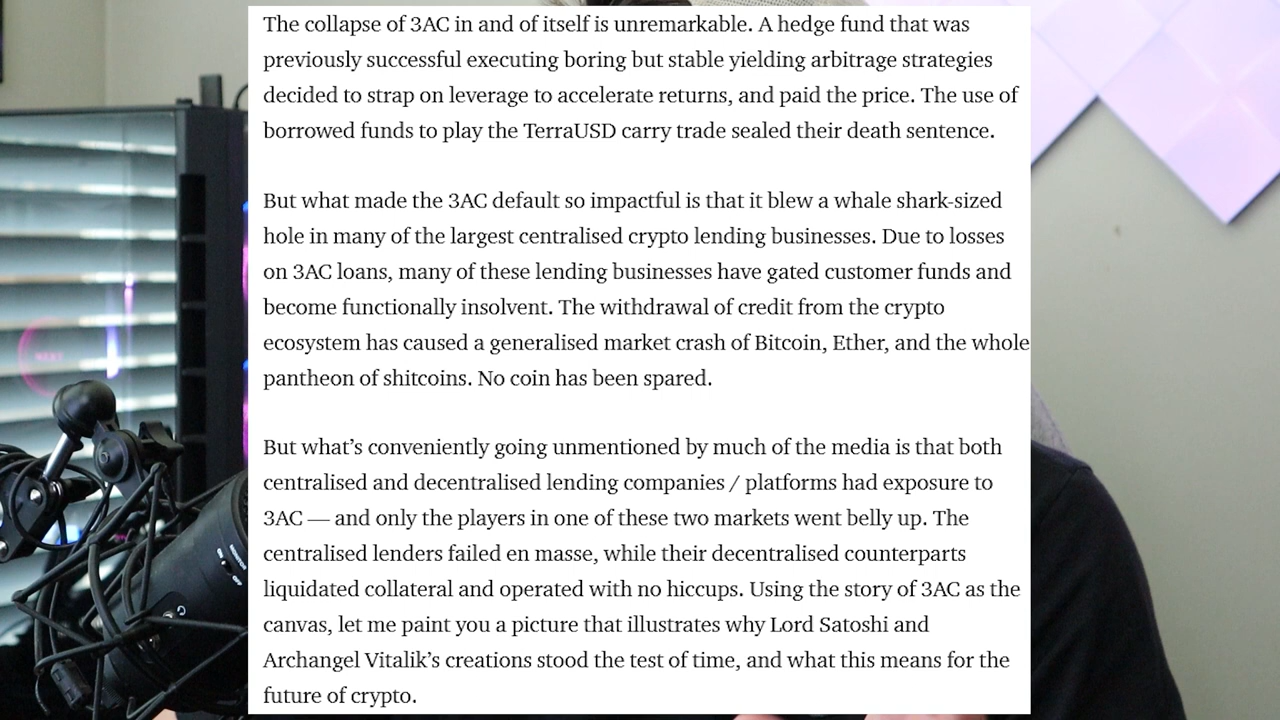 The collapse of 3AC in and of itself is unremarkable. A hedge fund that was
previously successful executing boring but stable yielding arbitrage strategies
decided to strap on leverage to accelerate returns, and paid the price. The use of
borrowed funds to play the TerraUSD carry trade sealed their death sentence.
But what made the 3AC default so impactful is that it blew a whale shark-sized
hole in many of the largest centralised crypto lending businesses. Due to losses
on 3AC loans, many of these lending businesses have gated customer funds and
become functionally insolvent. The withdrawal of credit from the crypto
ecosystem has caused a generalised market crash of Bitcoin, Ether, and the whole
pantheon of shitcoins. No coin has been spared.
But what’s conveniently going unmentioned by much of the media is that both
centralised and decentralised lending companies / platforms had exposure to
3AC — and only the players in one of these two markets went belly up. The
centralised lenders failed en masse, while their decentralised counterparts
liquidated collateral and operated with no hiccups. Using the story of 3AC as the
canvas, let me paint you a picture that illustrates why Lord Satoshi and
Archangel Vitalik’s creations stood the test of time, and what this means for the
future of crypto.